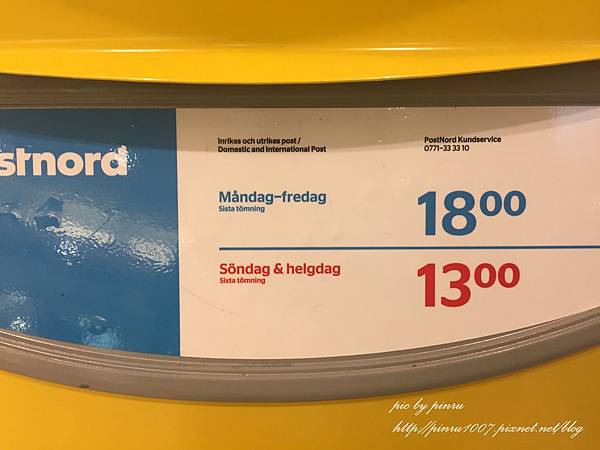 stnord
Inrikes och utrikes post /
Domestic and International Post
PostNord Kundservice
0771-33 33 10
Måndag-fredag
Sista tömning
18⁰⁰
Söndag & helgdag
Sista tömning
13⁰⁰
pic by pinru
http://pinru1007.pixnet.net/blog